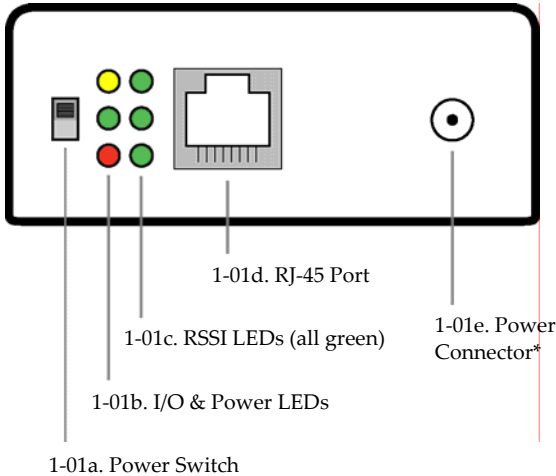 1-01d. RJ-45 Port
1-01c. RSSI LEDs (all green)
1-01e. Power
Connector*
1-01b. I/O & Power LEDs
1-01a. Power Switch